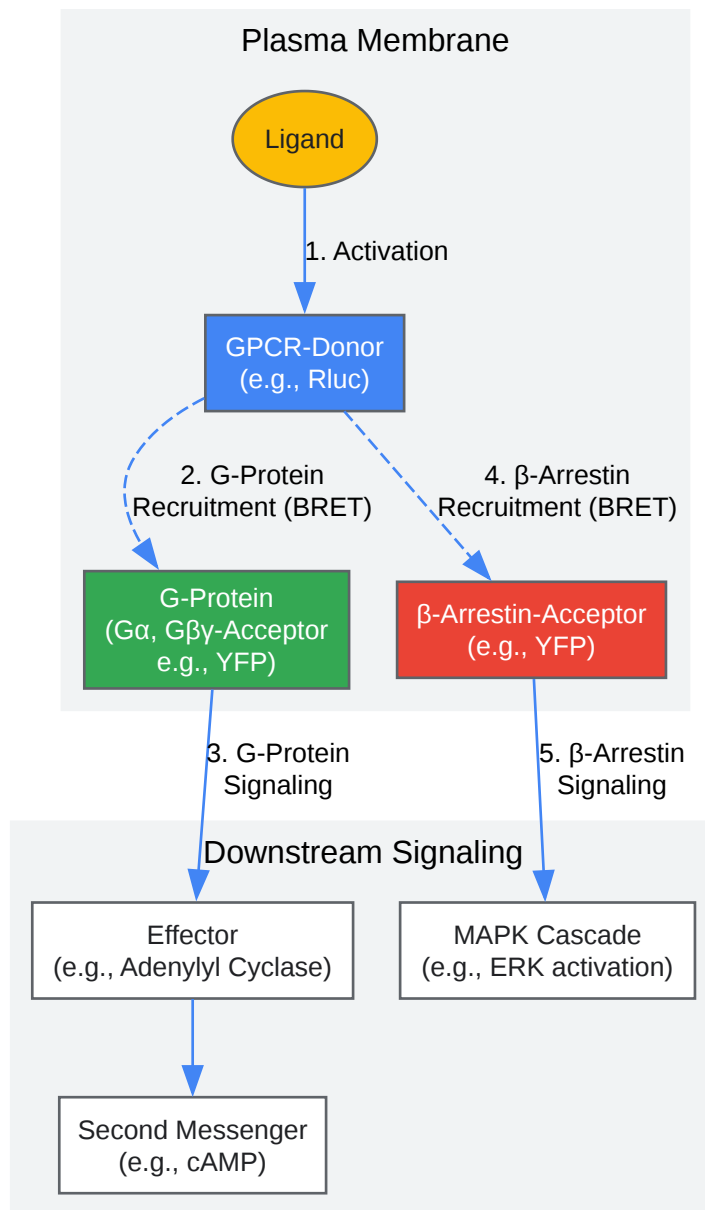 Plasma Membrane
Ligand
1. Activation
GPCR-Donor
(e.g., Rluc)
2. G-Protein
Recruitment (BRET)
4. β-Arrestin
Recruitment (BRET)
G-Protein
(Gα, Gβγ-Acceptor
e.g., YFP)
β-Arrestin-Acceptor
(e.g., YFP)
3. G-Protein
Signaling
5. β-Arrestin
Signaling
Downstream Signaling
Effector
(e.g., Adenylyl Cyclase)
MAPK Cascade
(e.g., ERK activation)
Second Messenger
(e.g., cAMP)